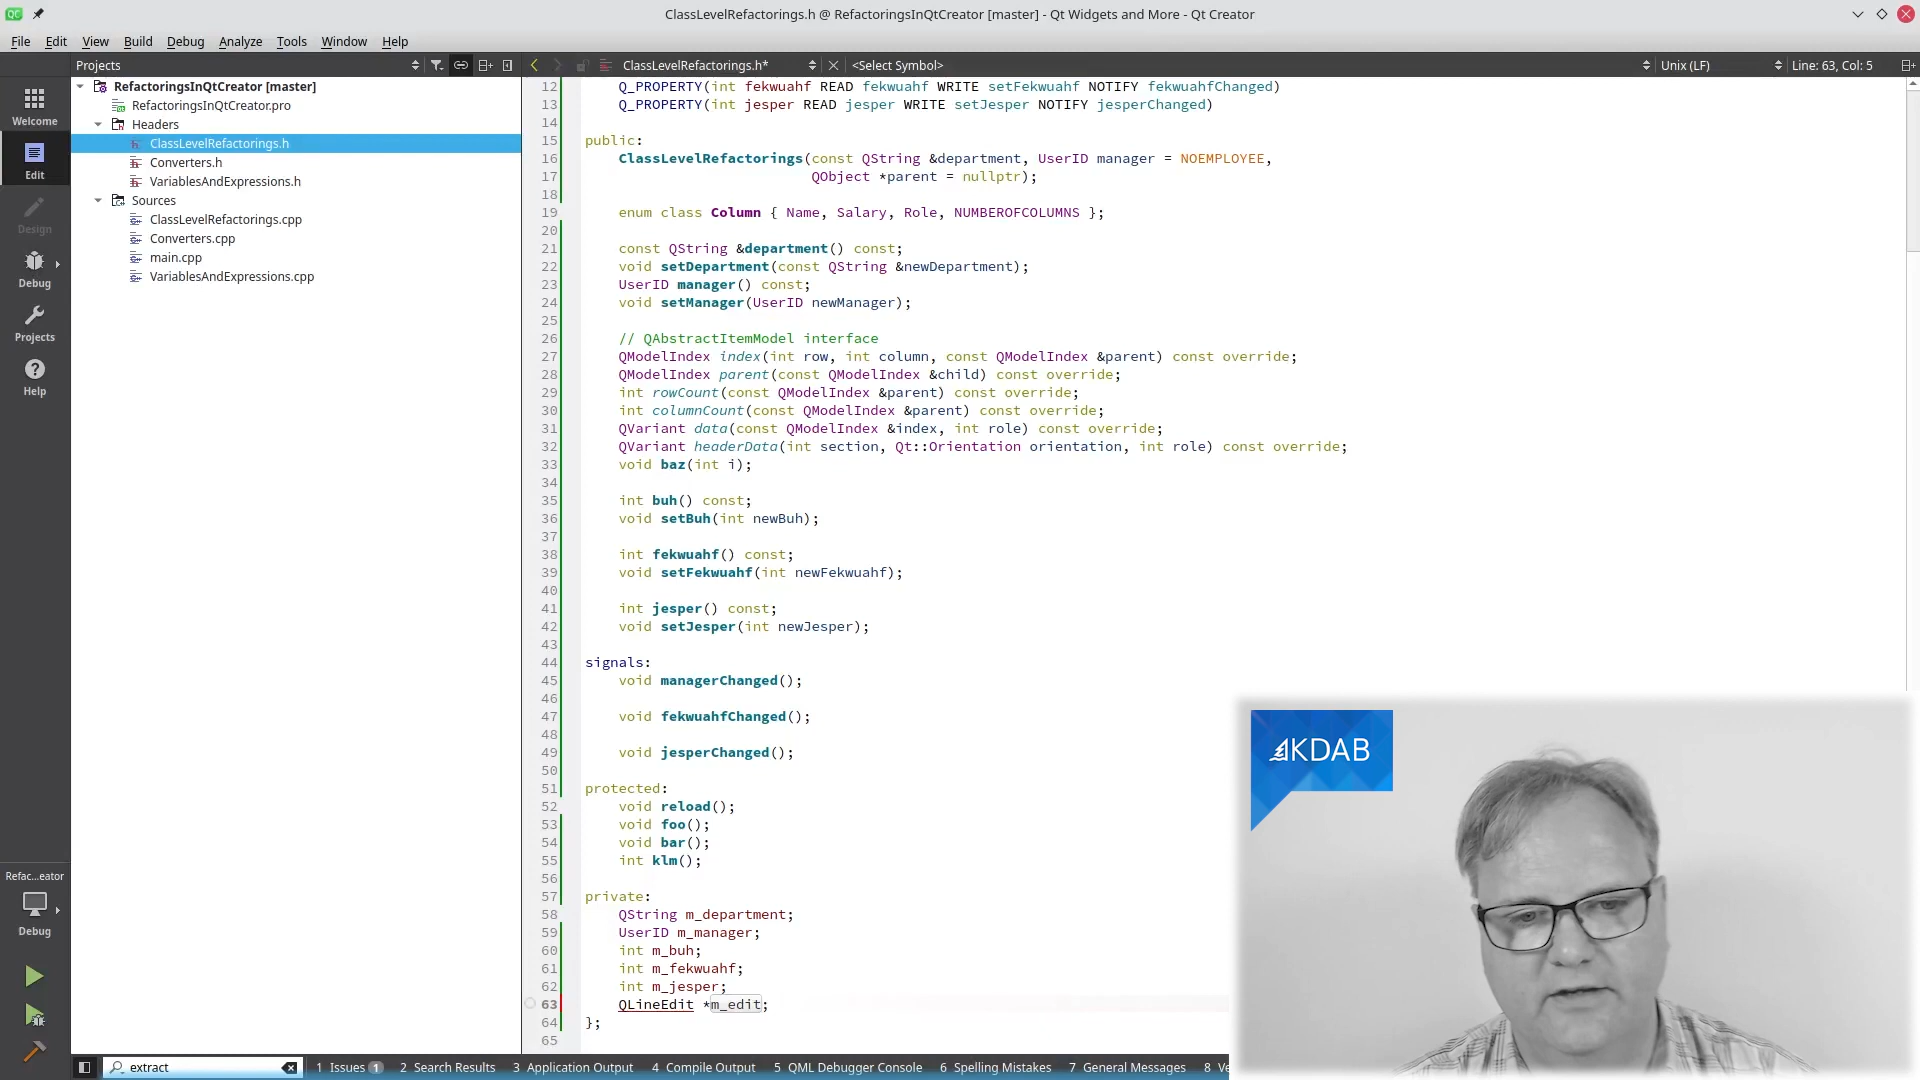 ClassLevelRefactorings.h @ RefactoringsInQtCreator [master] - Qt Widgets and More - Qt Creator
File Edit View Build Debug Analyze Tools Window Help
Projects
ClassLevelRefactorings.h*
<Select Symbol>
Unix (LF)
Line: 63, Col: 5
Welcome
Edit
Design
Debug
Projects
Help
Refac...eator
Debug
RefactoringsInQtCreator [master]
RefactoringsInQtCreator.pro
Headers
ClassLevelRefactorings.h
Converters.h
VariablesAndExpressions.h
Sources
ClassLevelRefactorings.cpp
Converters.cpp
main.cpp
VariablesAndExpressions.cpp
12 Q_PROPERTY(int fekwuahf READ fekwuahf WRITE setFekwuahf NOTIFY fekwuahfChanged)
13 Q_PROPERTY(int jesper READ jesper WRITE setJesper NOTIFY jesperChanged)
14
15 public:
16 ClassLevelRefactorings(const QString &department, UserID manager = NOEMPLOYEE,
17 QObject *parent = nullptr);
18
19 enum class Column { Name, Salary, Role, NUMBEROFCOLUMNS };
20
21 const QString &department() const;
22 void setDepartment(const QString &newDepartment);
23 UserID manager() const;
24 void setManager(UserID newManager);
25
26 // QAbstractItemModel interface
27 QModelIndex index(int row, int column, const QModelIndex &parent) const override;
28 QModelIndex parent(const QModelIndex &child) const override;
29 int rowCount(const QModelIndex &parent) const override;
30 int columnCount(const QModelIndex &parent) const override;
31 QVariant data(const QModelIndex &index, int role) const override;
32 QVariant headerData(int section, Qt::Orientation orientation, int role) const override;
33 void baz(int i);
34
35 int buh() const;
36 void setBuh(int newBuh);
37
38 int fekwuahf() const;
39 void setFekwuahf(int newFekwuahf);
40
41 int jesper() const;
42 void setJesper(int newJesper);
43
44 signals:
45 void managerChanged();
46
47 void fekwuahfChanged();
48
49 void jesperChanged();
50
51 protected:
52 void reload();
53 void foo();
54 void bar();
55 int klm();
56
57 private:
58 QString m_department;
59 UserID m_manager;
60 int m_buh;
61 int m_fekwuahf;
62 int m_jesper;
63 QLineEdit *m_edit;
64 };
65
KDAB
extract
1 Issues 1 2 Search Results 3 Application Output 4 Compile Output 5 QML Debugger Console 6 Spelling Mistakes 7 General Messages 8